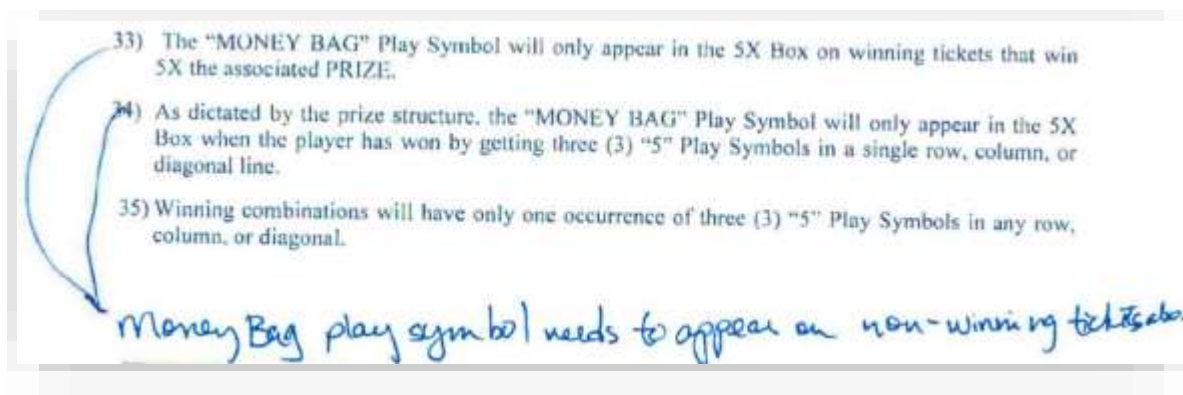 33) The "MONEY BAG" Play Symbol will only appear in the 5X Box on winning tickets that win
5X the associated PRIZE.
34) As dictated by the prize structure, the "MONEY BAG" Play Symbol will only appear in the 5X
Box when the player has won by getting three (3) "5" Play Symbols in a single row, column, or
diagonal line.
35) Winning combinations will have only one occurrence of three (3) "5" Play Symbols in any row,
column, or diagonal.
Money Bag play symbol needs to appear on non-winning tickets